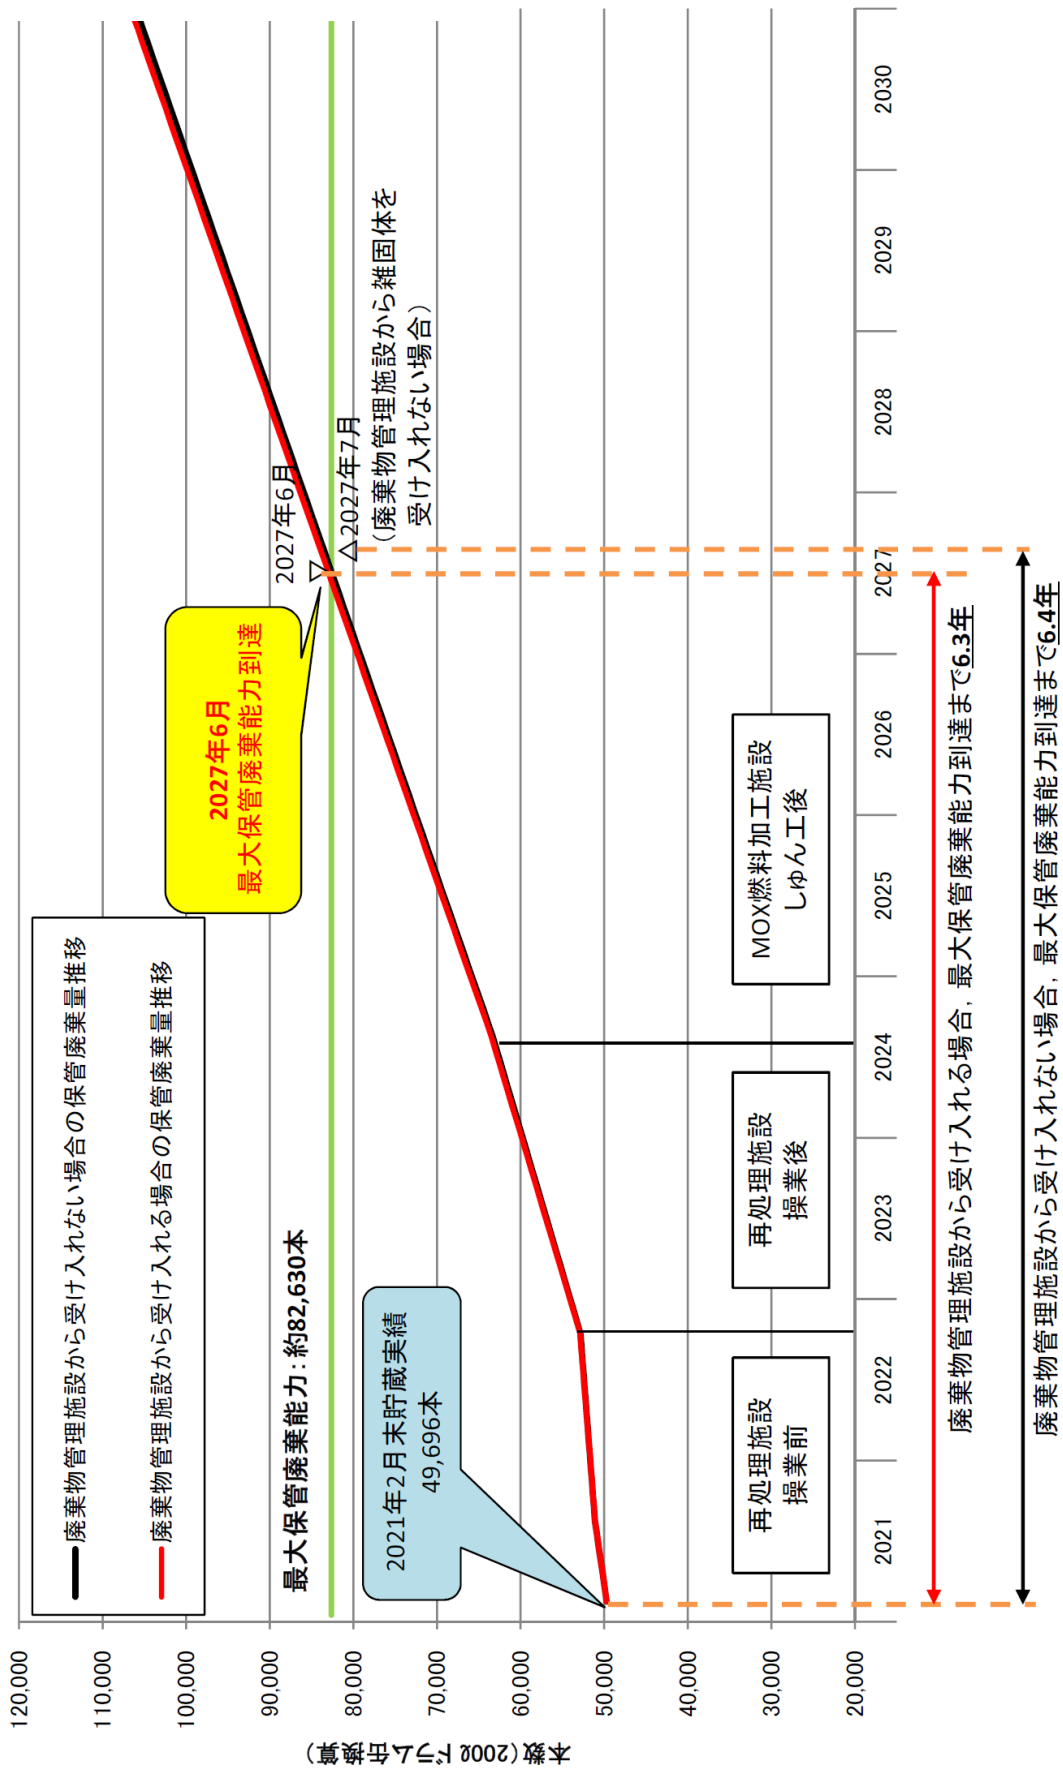 廃棄物管理施設から受け入れない場合の保管廃棄量推移
廃棄物管理施設から受け入れる場合の保管廃棄量推移
本数(200ℓドラム缶換算)
120,000
110,000
100,000
90,000
80,000
70,000
60,000
50,000
40,000
30,000
20,000
最大保管廃棄能力:約82,630本
2027年6月
最大保管廃棄能力到達
2027年6月
△2027年7月
(廃棄物管理施設から雑固体を
受け入れない場合)
2021年2月末貯蔵実績
49,696本
再処理施設
操業前
再処理施設
操業後
MOX燃料加工施設
しゅん工後
2021
2022
2023
2024
2025
2026
2027
2028
2029
2030
廃棄物管理施設から受け入れる場合, 最大保管廃棄能力到達まで6.3年
廃棄物管理施設から受け入れない場合, 最大保管廃棄能力到達まで6.4年